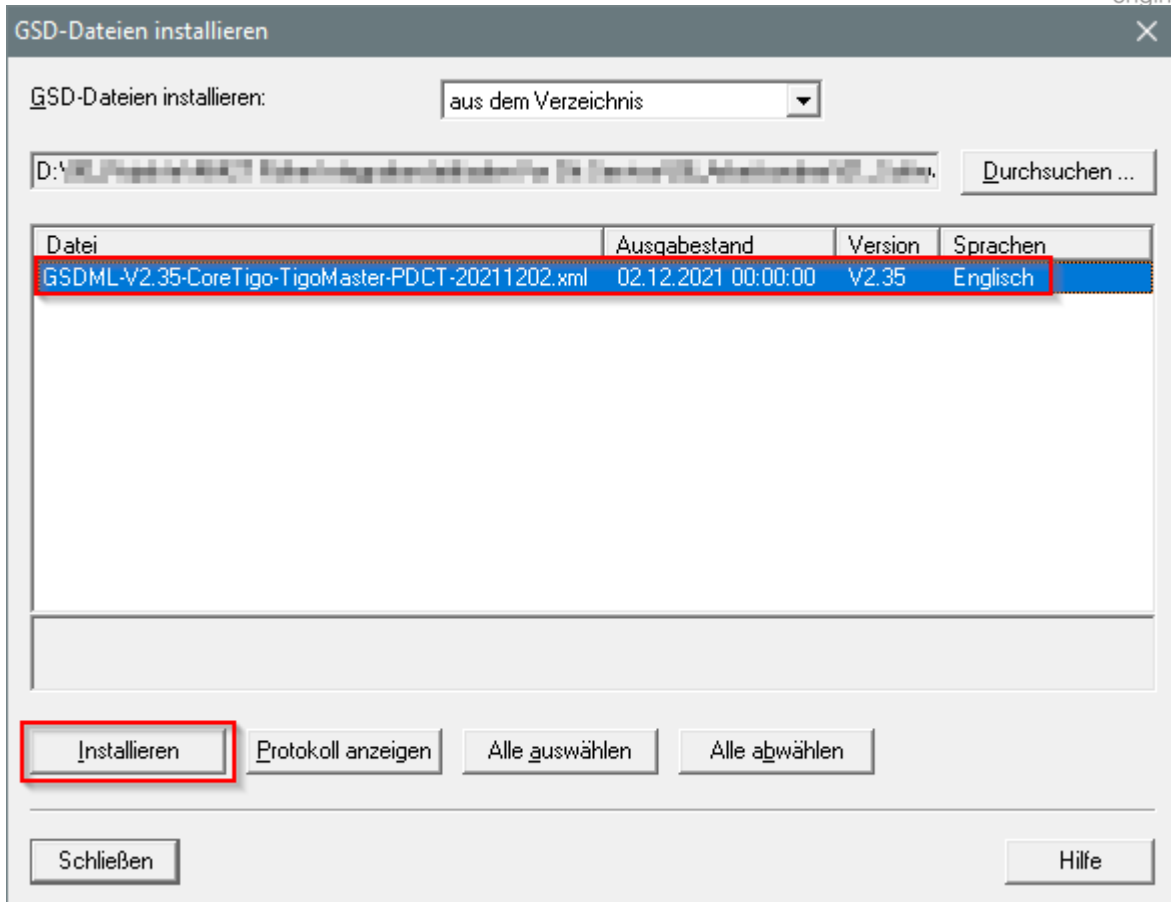 GSD-Dateien installieren
GSD-Dateien installieren: aus dem Verzeichnis
D:\ Durchsuchen ...
Datei Ausgabestand Version Sprachen
GSDML-V2.35-CoreTigo-TigoMaster-PDCT-20211202.xml 02.12.2021 00:00:00 V2.35 Englisch
Installieren Protokoll anzeigen Alle auswählen Alle abwählen
Schließen Hilfe